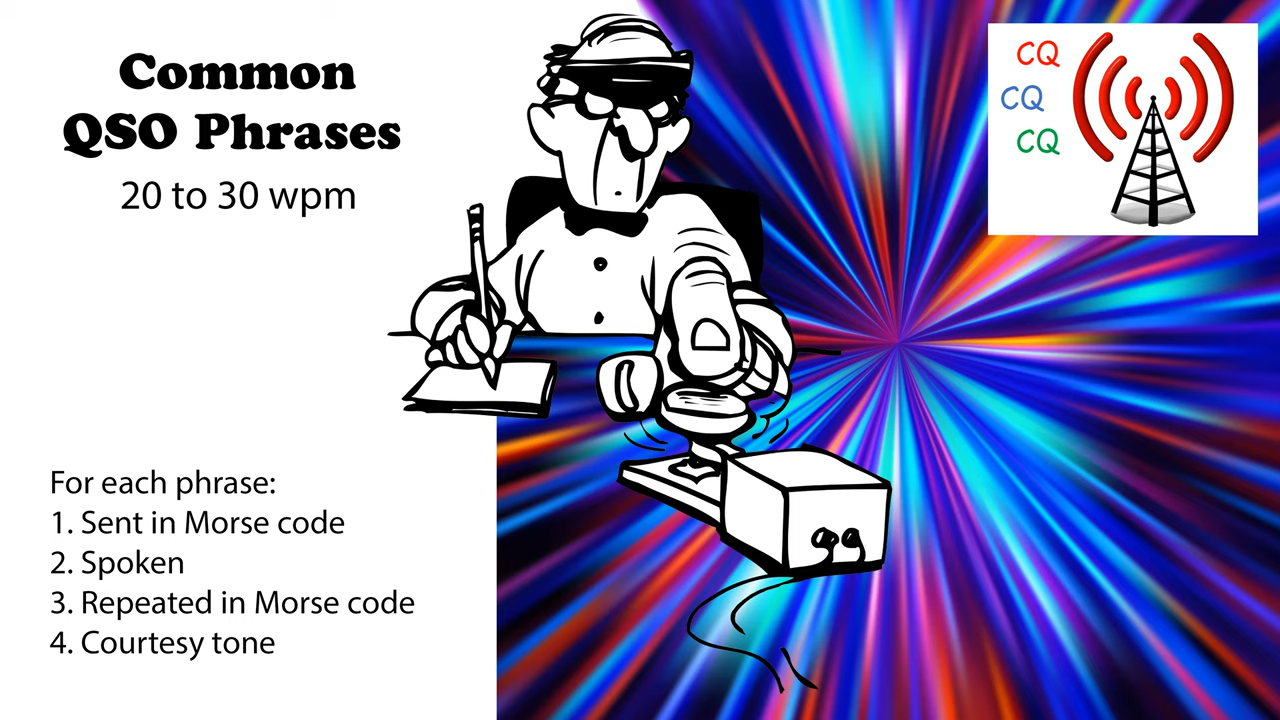 Common
QSO Phrases
20 to 30 wpm
CQ
CQ
CQ
For each phrase:
1. Sent in Morse code
2. Spoken
3. Repeated in Morse code
4. Courtesy tone